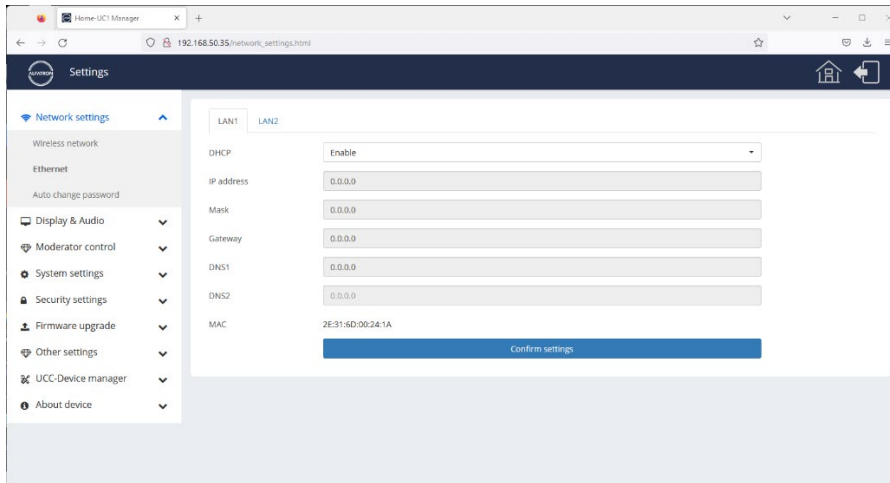 Home-UC1 Manager
192.168.50.35/network_settings.html
ALFATRON
Settings
Network settings
Wireless network
Ethernet
Auto change password
Display & Audio
Moderator control
System settings
Security settings
Firmware upgrade
Other settings
UCC-Device manager
About device
LAN1 LAN2
DHCP Enable
IP address 0.0.0.0
Mask 0.0.0.0
Gateway 0.0.0.0
DNS1 0.0.0.0
DNS2 0.0.0.0
MAC 2E:31:6D:00:24:1A
Confirm settings